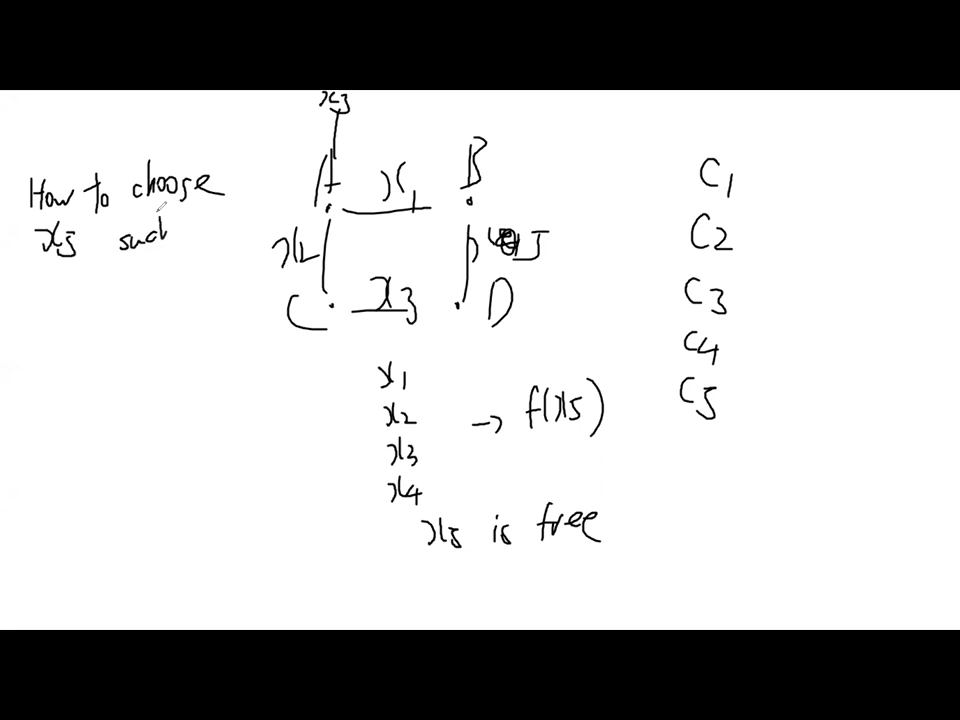 x3
How to choose
x5 such
A x1 B
x2
C x3 D
x1
x2
x3
x4
→ f(x5)
x5 is free
C1
C2
C3
C4
C5